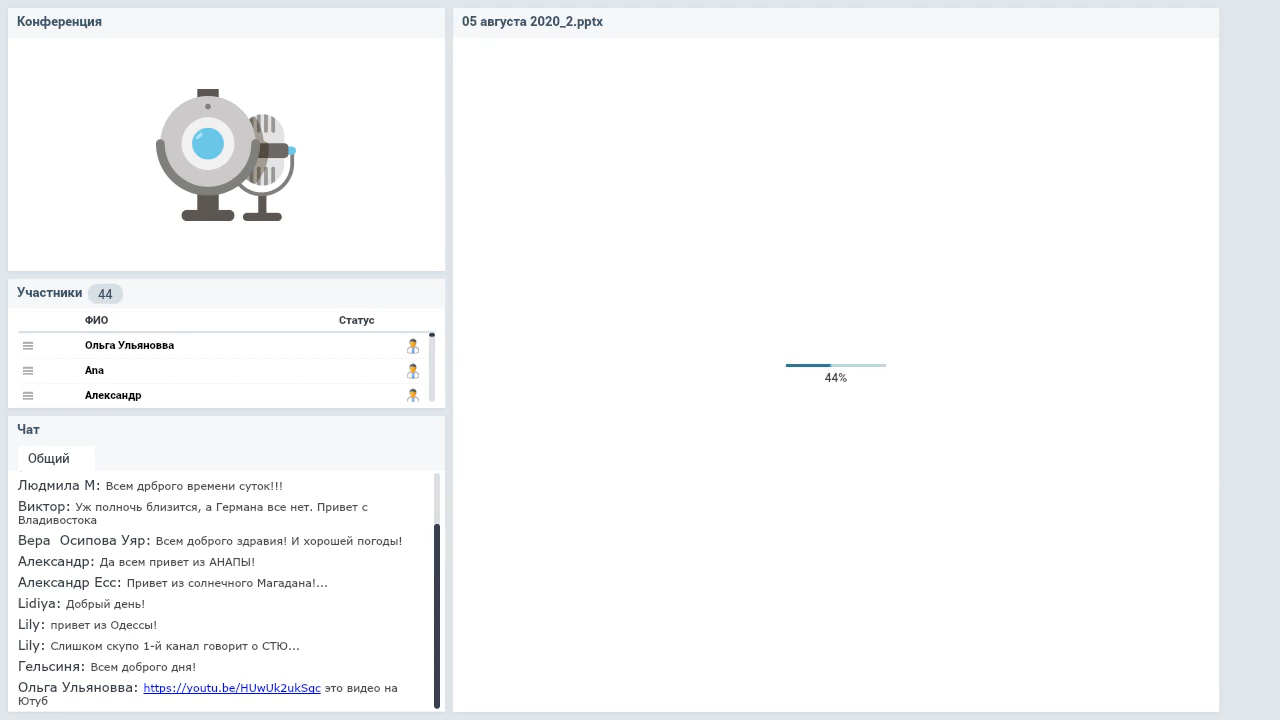 Конференция
05 августа 2020_2.pptx
Участники 44
ФИО Статус
Ольга Ульяновва
Ana
Александр
44%
Чат
Общий
Людмила М: Всем дрброго времени суток!!!
Виктор: Уж полночь близится, а Германа все нет. Привет с
Владивостока
Вера Осипова Уяр: Всем доброго здравия! И хорошей погоды!
Александр: Да всем привет из АНАПЫ!
Александр Есс: Привет из солнечного Магадана!...
Lidiya: Добрый день!
Lily: привет из Одессы!
Lily: Слишком скупо 1-й канал говорит о СТЮ...
Гельсиня: Всем доброго дня!
Ольга Ульяновва: https://youtu.be/HUwUk2ukSgc это видео на
Ютуб